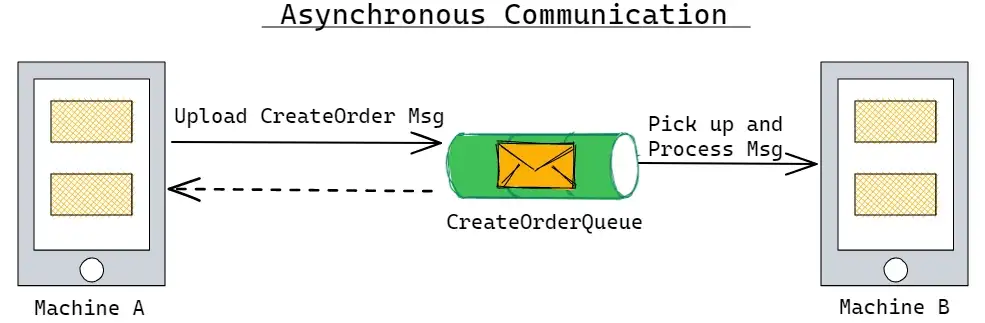 Asynchronous Communication
Upload CreateOrder Msg
Pick up and
Process Msg
CreateOrderQueue
Machine A
Machine B